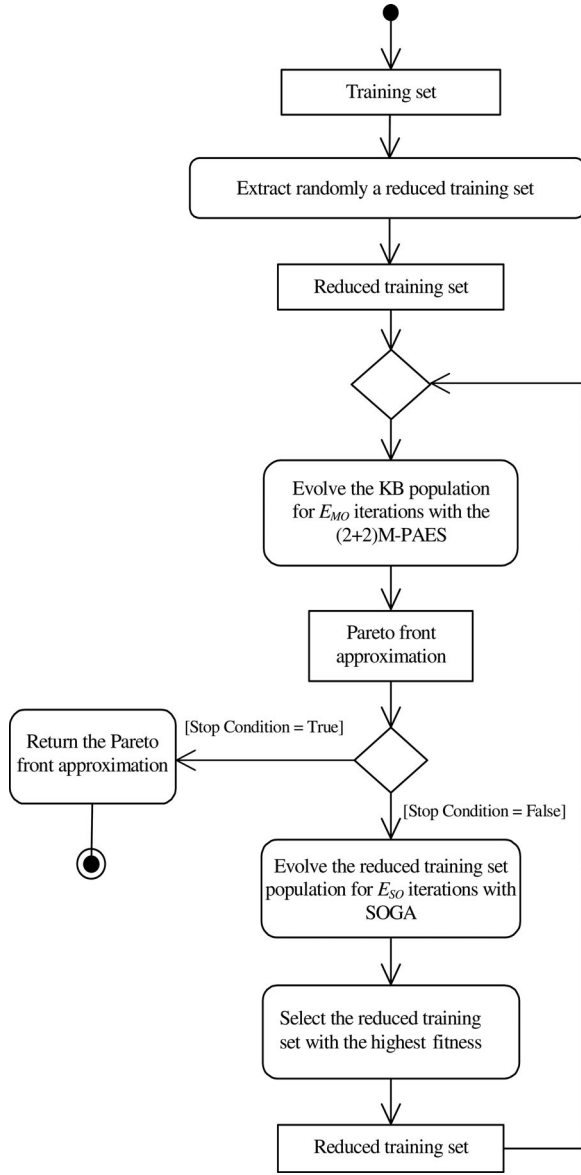 Training set
Extract randomly a reduced training set
Reduced training set
Evolve the KB population
for E_MO iterations with the
(2+2)M-PAES
Pareto front
approximation
[Stop Condition = True]
Return the Pareto
front approximation
[Stop Condition = False]
Evolve the reduced training set
population for E_SO iterations with
SOGA
Select the reduced training
set with the highest fitness
Reduced training set